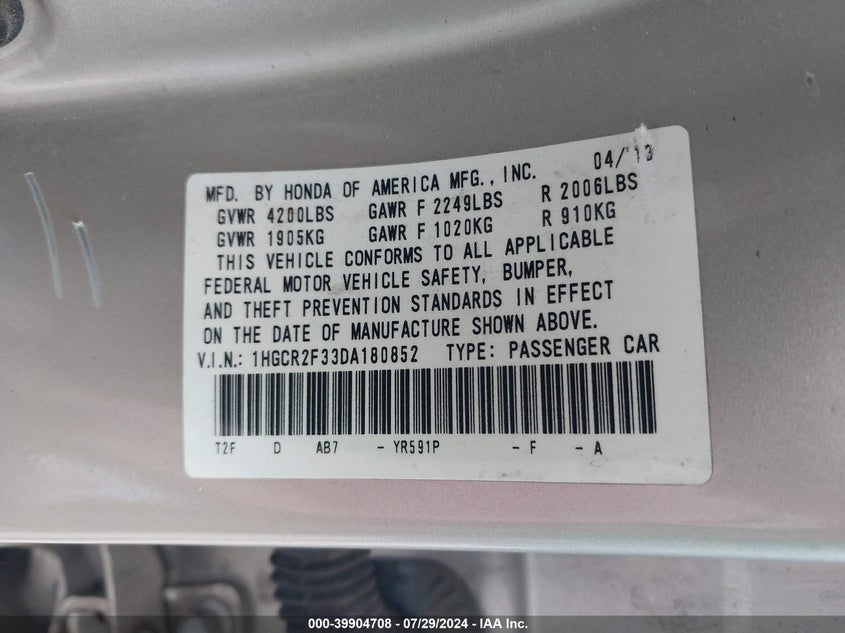 MFD. BY HONDA OF AMERICA MFG., INC. 04/13
GVWR 4200LBS GAWR F 2249LBS R 2006LBS
GVWR 1905KG GAWR F 1020KG R 910KG
THIS VEHICLE CONFORMS TO ALL APPLICABLE
FEDERAL MOTOR VEHICLE SAFETY, BUMPER,
AND THEFT PREVENTION STANDARDS IN EFFECT
ON THE DATE OF MANUFACTURE SHOWN ABOVE.
V.I.N.: 1HGCR2F33DA180852 TYPE: PASSENGER CAR
T2F D AB7 - YR591P - F - A
000-39904708 / 07/29/2024 - IAA Inc.